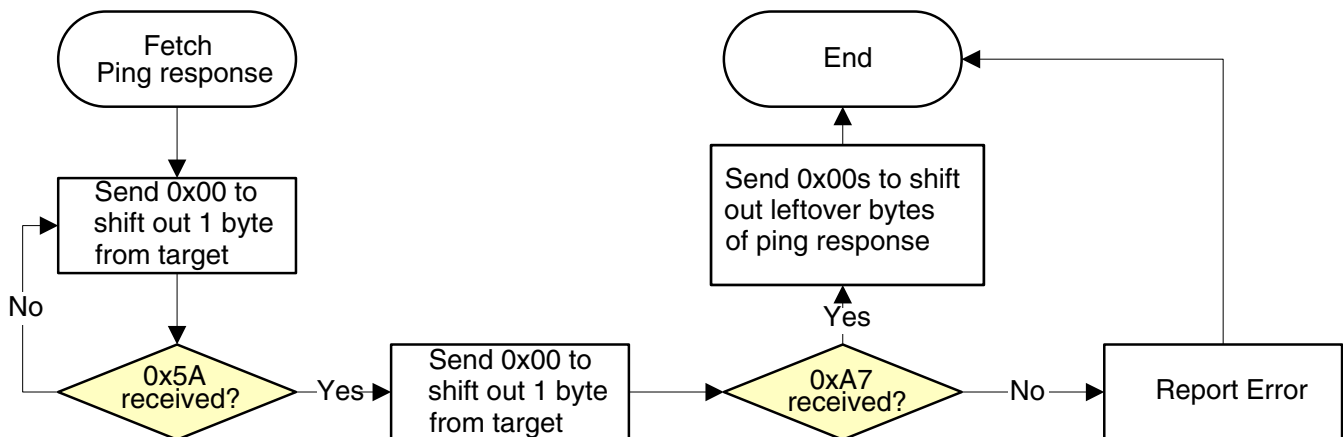 Fetch
Ping response
Send 0x00 to
shift out 1 byte
from target
No
0x5A
received?
Yes
Send 0x00 to
shift out 1 byte
from target
0xA7
received?
Yes
Send 0x00s to shift
out leftover bytes
of ping response
End
No
Report Error